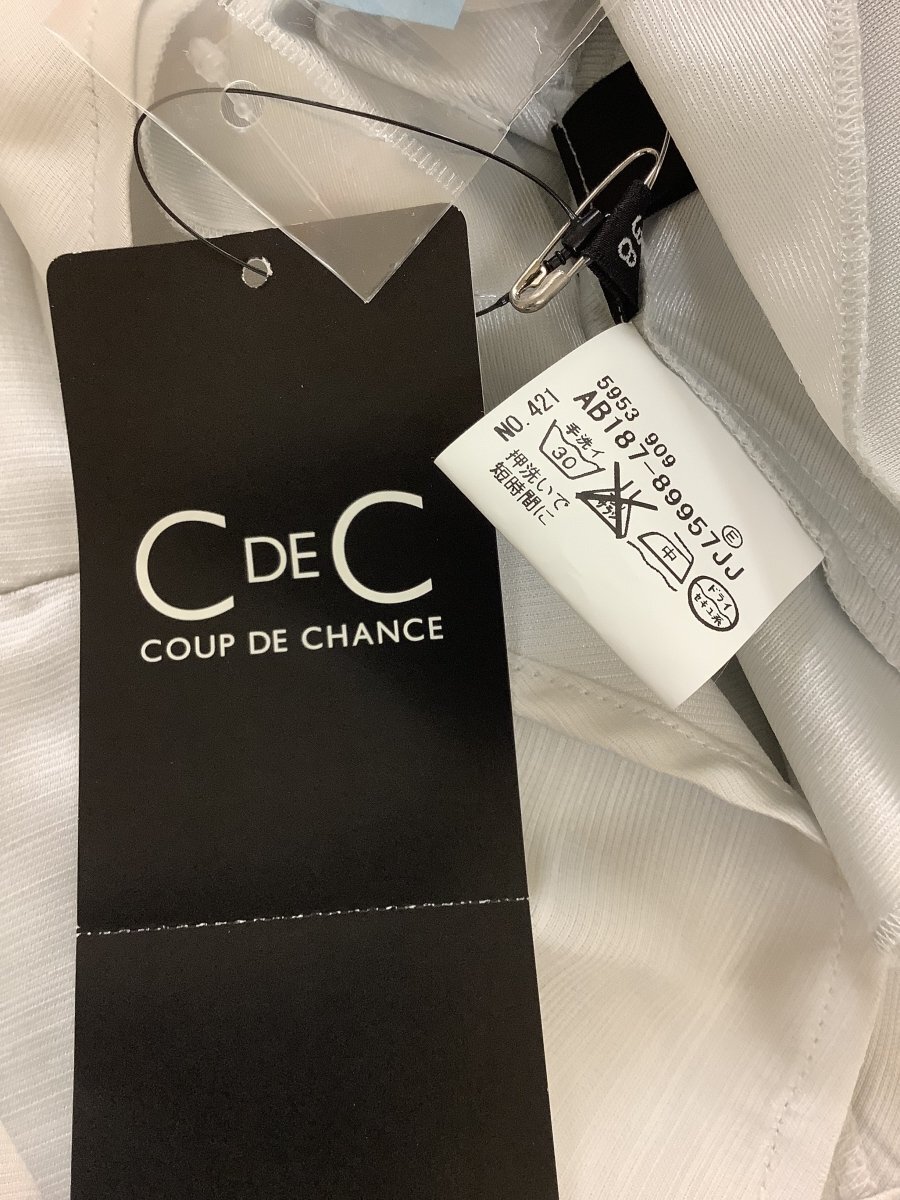 C DE C
COUP DE CHANCE
5953 909
AB187-89957JJ
NO.421
手洗イ
30
中
E
ドライ
セキユ系
押洗いで
短時間に